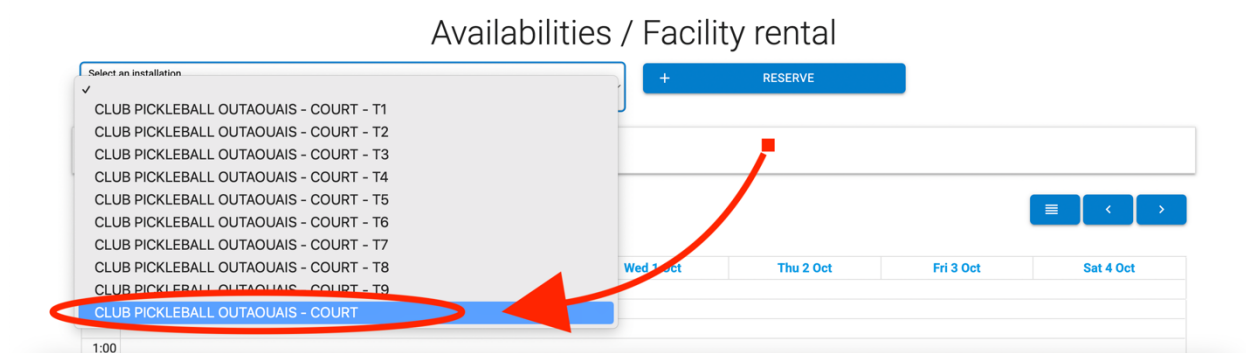 Availabilities / Facility rental
Select an installation
+ RESERVE
✓
CLUB PICKLEBALL OUTAOUAIS - COURT - T1
CLUB PICKLEBALL OUTAOUAIS - COURT - T2
CLUB PICKLEBALL OUTAOUAIS - COURT - T3
CLUB PICKLEBALL OUTAOUAIS - COURT - T4
CLUB PICKLEBALL OUTAOUAIS - COURT - T5
CLUB PICKLEBALL OUTAOUAIS - COURT - T6
CLUB PICKLEBALL OUTAOUAIS - COURT - T7
CLUB PICKLEBALL OUTAOUAIS - COURT - T8
CLUB PICKLEBALL OUTAOUAIS - COURT - T9
CLUB PICKLEBALL OUTAOUAIS - COURT
Wed 1 Oct Thu 2 Oct Fri 3 Oct Sat 4 Oct
1:00